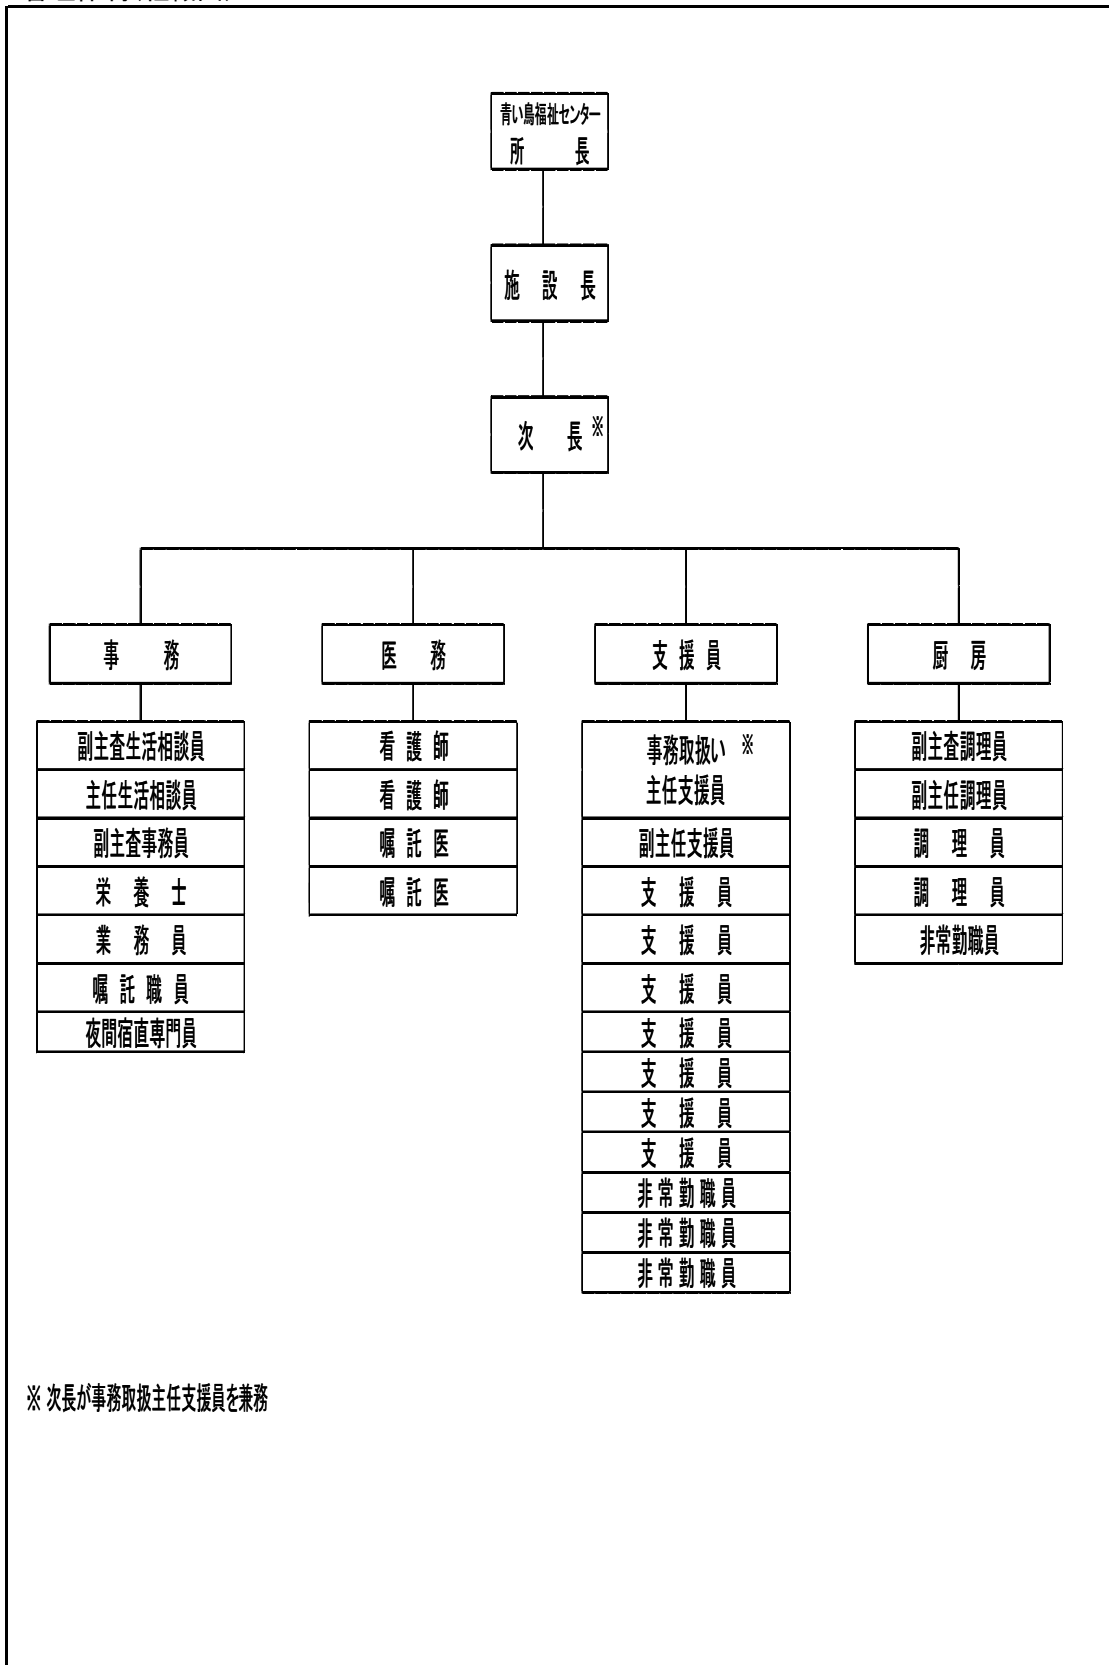 青い鳥福祉センター
所 長
施 設 長
次 長 ※
事 務
医 務
支 援 員
厨 房
副主査生活相談員
主任生活相談員
副主査事務員
栄 養 士
業 務 員
嘱 託 職 員
夜間宿直専門員
看 護 師
看 護 師
嘱 託 医
嘱 託 医
事務取扱い ※
主任支援員
副主任支援員
支 援 員
支 援 員
支 援 員
支 援 員
支 援 員
支 援 員
支 援 員
非 常 勤 職 員
非 常 勤 職 員
非 常 勤 職 員
副主査調理員
副主任調理員
調 理 員
調 理 員
非常勤職員
※ 次長が事務取扱主任支援員を兼務